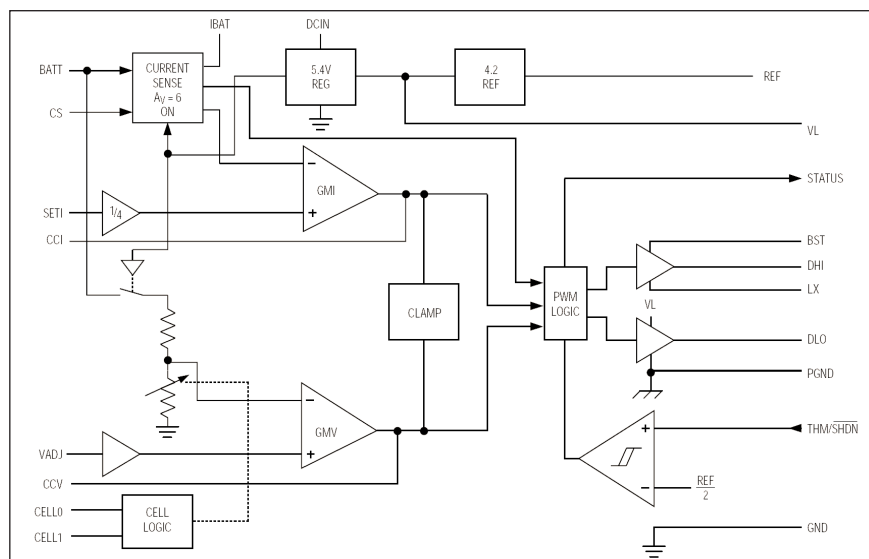 IBAT
DCIN
BATT
CURRENT
SENSE
AV = 6
ON
5.4V
REG
4.2
REF
REF
CS
VL
−
GMI
+
STATUS
SETI
1/4
CCI
BST
DHI
LX
PWM
LOGIC
CLAMP
VL
DLO
PGND
−
GMV
+
+
THM/SHDN
−
REF
2
VADJ
CCV
CELL0
CELL1
CELL
LOGIC
GND